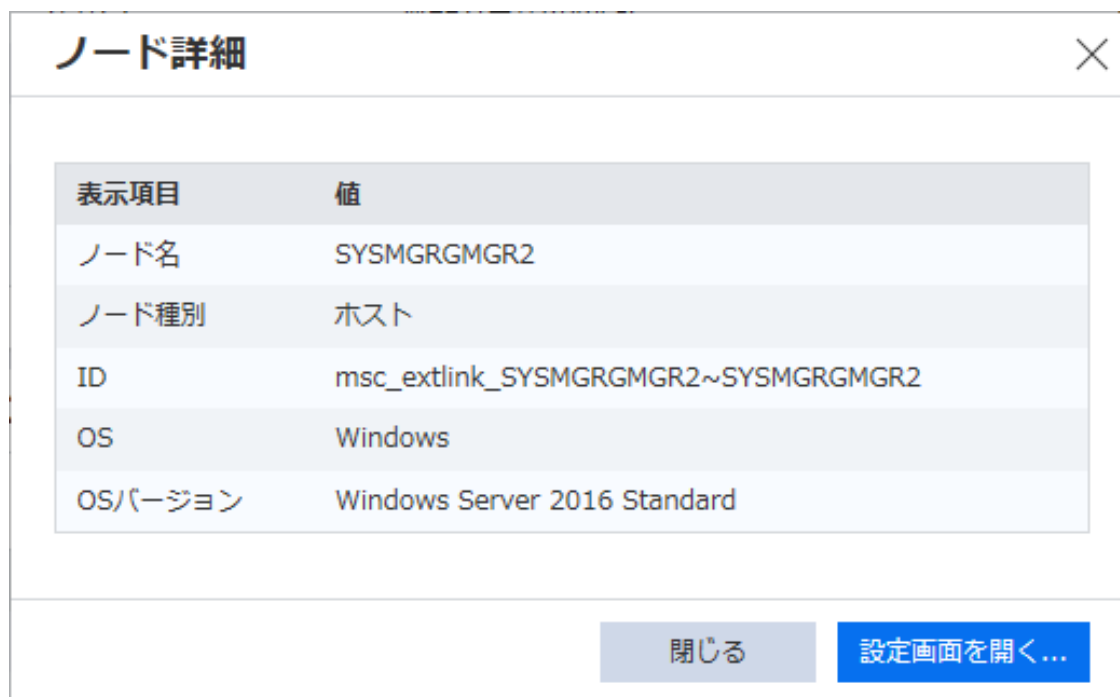 ノード詳細
表示項目 値
ノード名 SYSMGRGMGR2
ノード種別 ホスト
ID msc_extlink_SYSMGRGMGR2~SYSMGRGMGR2
OS Windows
OSバージョン Windows Server 2016 Standard
閉じる 設定画面を開く...